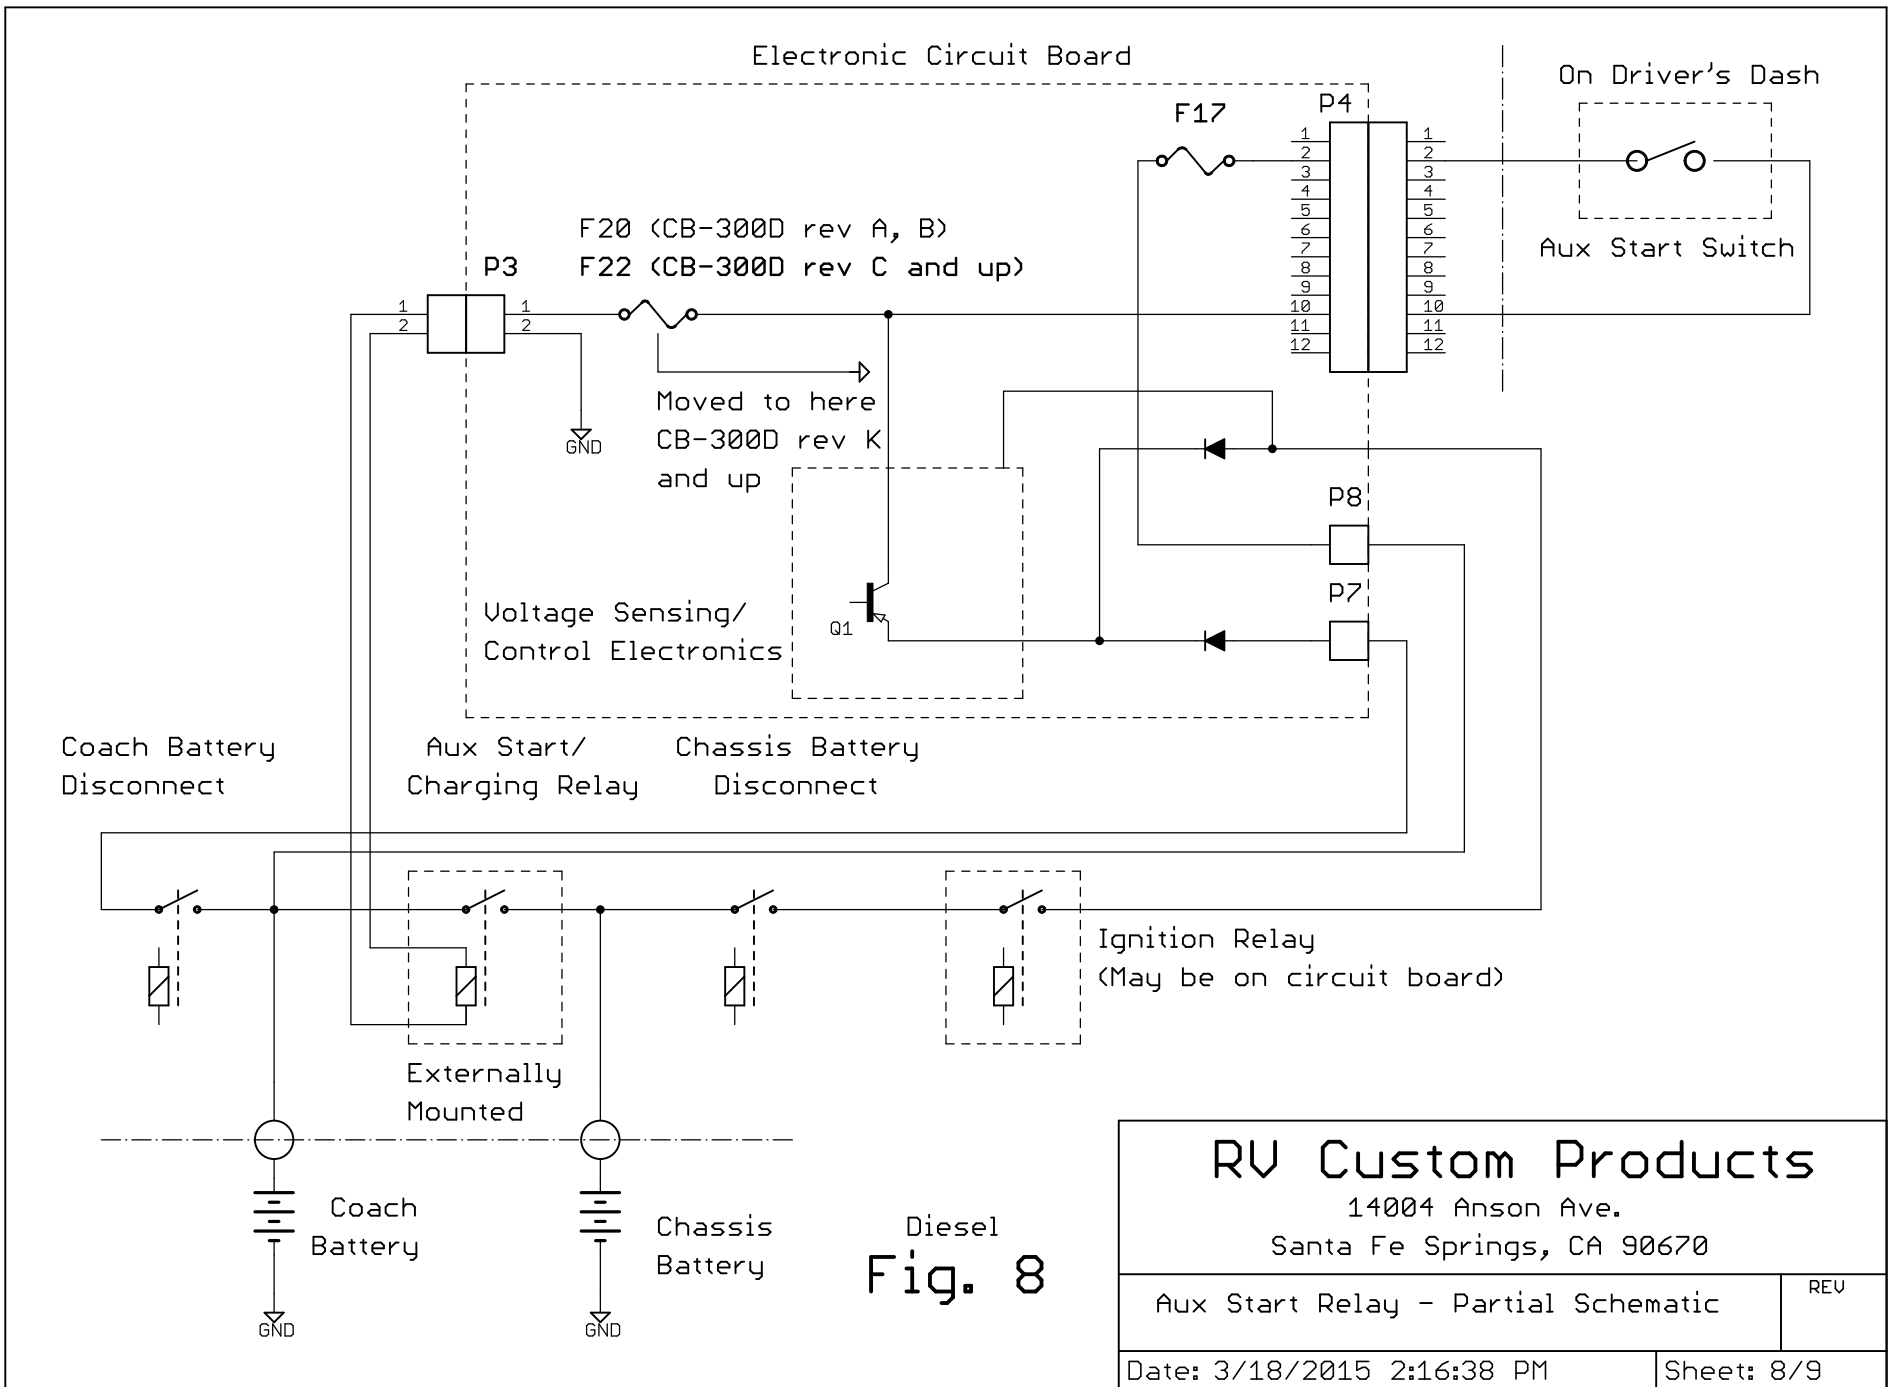 Electronic Circuit Board
On Driver's Dash
F17
P4
1 1
2 2
3 3
4 4
5 5
6 6
7 7
8 8
9 9
10 10
11 11
12 12
Aux Start Switch
F20 (CB-300D rev A, B)
F22 (CB-300D rev C and up)
P3
1 1
2 2
GND
Moved to here
CB-300D rev K
and up
P8
P7
Q1
Voltage Sensing/
Control Electronics
Coach Battery
Disconnect
Aux Start/
Charging Relay
Chassis Battery
Disconnect
Ignition Relay
(May be on circuit board)
Externally
Mounted
Coach
Battery
GND
Chassis
Battery
GND
Diesel
Fig. 8
RV Custom Products
14004 Anson Ave.
Santa Fe Springs, CA 90670
Aux Start Relay - Partial Schematic
REV
Date: 3/18/2015 2:16:38 PM
Sheet: 8/9